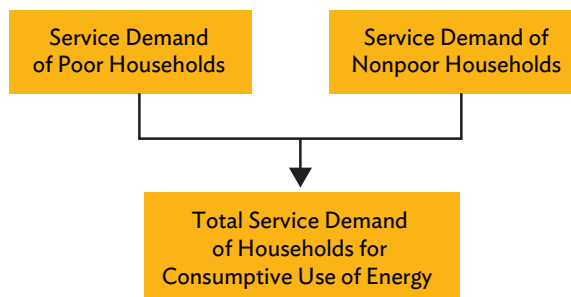 Service Demand
of Poor Households
Service Demand of
Nonpoor Households
Total Service Demand
of Households for
Consumptive Use of Energy